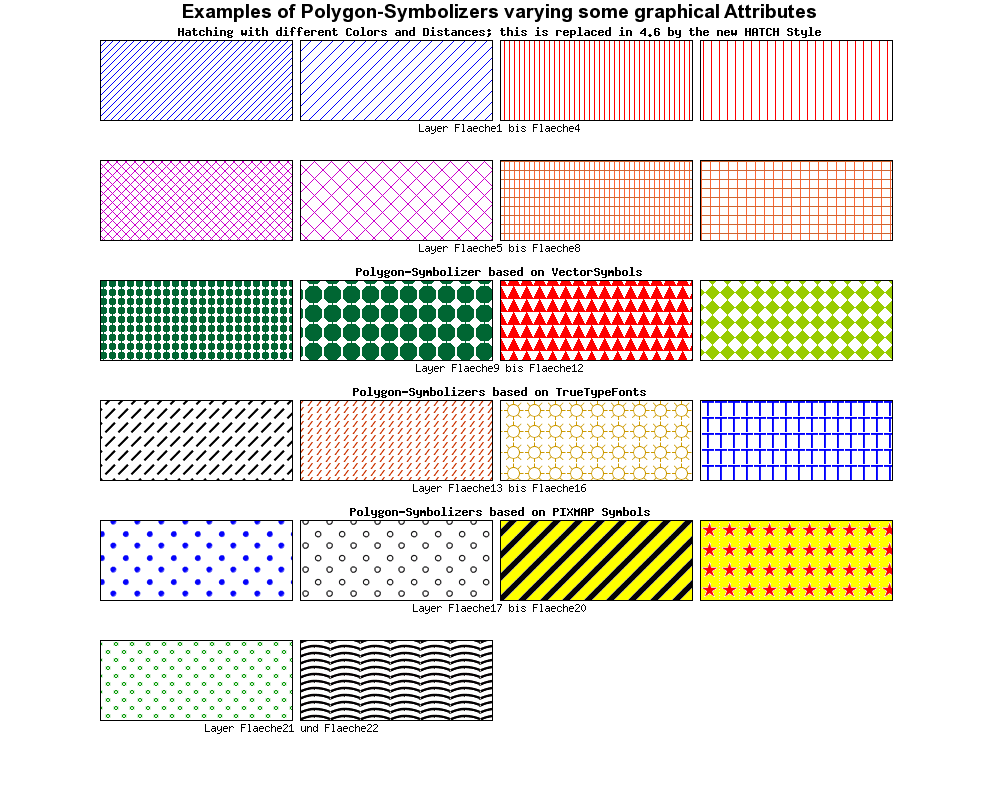 Examples of Polygon-Symbolizers varying some graphical Attributes
Hatching with different Colors and Distances; this is replaced in 4.6 by the new HATCH Style
Layer Flaeche1 bis Flaeche4
Layer Flaeche5 bis Flaeche8
Polygon-Symbolizer based on VectorSymbols
Layer Flaeche9 bis Flaeche12
Polygon-Symbolizers based on TrueTypeFonts
Layer Flaeche13 bis Flaeche16
Polygon-Symbolizers based on PIXMAP Symbols
Layer Flaeche17 bis Flaeche20
Layer Flaeche21 und Flaeche22